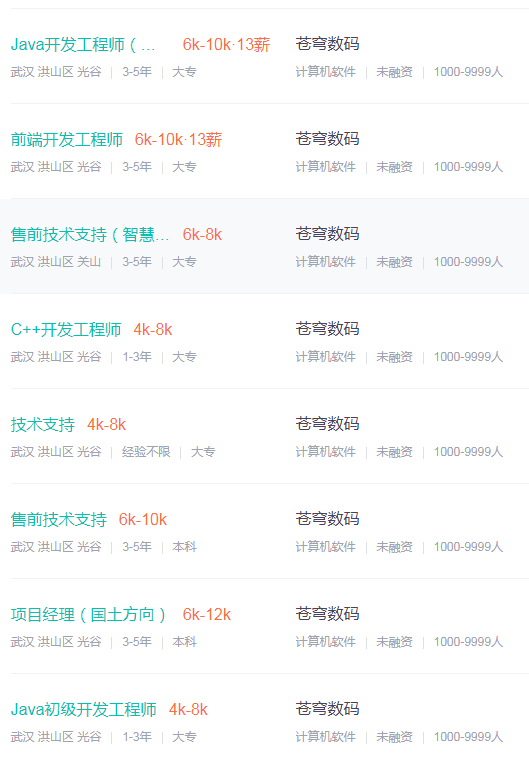 Java开发工程师（... 6k-10k·13薪 苍穹数码
武汉 洪山区 光谷 | 3-5年 | 大专 计算机软件 | 未融资 | 1000-9999人
前端开发工程师 6k-10k·13薪 苍穹数码
武汉 洪山区 光谷 | 3-5年 | 大专 计算机软件 | 未融资 | 1000-9999人
售前技术支持（智慧... 6k-8k 苍穹数码
武汉 洪山区 关山 | 3-5年 | 大专 计算机软件 | 未融资 | 1000-9999人
C++开发工程师 4k-8k 苍穹数码
武汉 洪山区 光谷 | 1-3年 | 大专 计算机软件 | 未融资 | 1000-9999人
技术支持 4k-8k 苍穹数码
武汉 洪山区 光谷 | 经验不限 | 大专 计算机软件 | 未融资 | 1000-9999人
售前技术支持 6k-10k 苍穹数码
武汉 洪山区 光谷 | 3-5年 | 本科 计算机软件 | 未融资 | 1000-9999人
项目经理（国土方向） 6k-12k 苍穹数码
武汉 洪山区 光谷 | 3-5年 | 本科 计算机软件 | 未融资 | 1000-9999人
Java初级开发工程师 4k-8k 苍穹数码
武汉 洪山区 光谷 | 1-3年 | 大专 计算机软件 | 未融资 | 1000-9999人